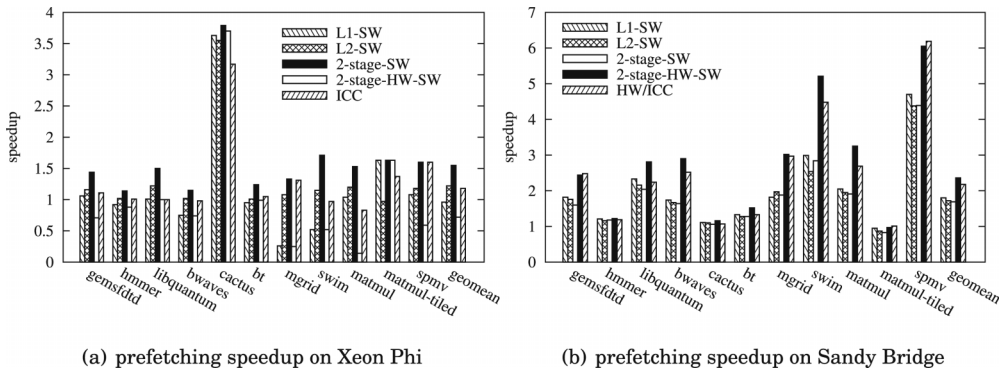 4
3.5
3
2.5
2
1.5
1
0.5
0
speedup
L1-SW
L2-SW
2-stage-SW
2-stage-HW-SW
ICC
gemsfdtd
hmmer
libquantum
bwaves
cactus
bt
mgrid
swim
matmul
matmul-tiled
spmv
geomean
(a) prefetching speedup on Xeon Phi
7
6
5
4
3
2
1
0
speedup
L1-SW
L2-SW
2-stage-SW
2-stage-HW-SW
HW/ICC
gemsfdtd
hmmer
libquantum
bwaves
cactus
bt
mgrid
swim
matmul
matmul-tiled
spmv
geomean
(b) prefetching speedup on Sandy Bridge